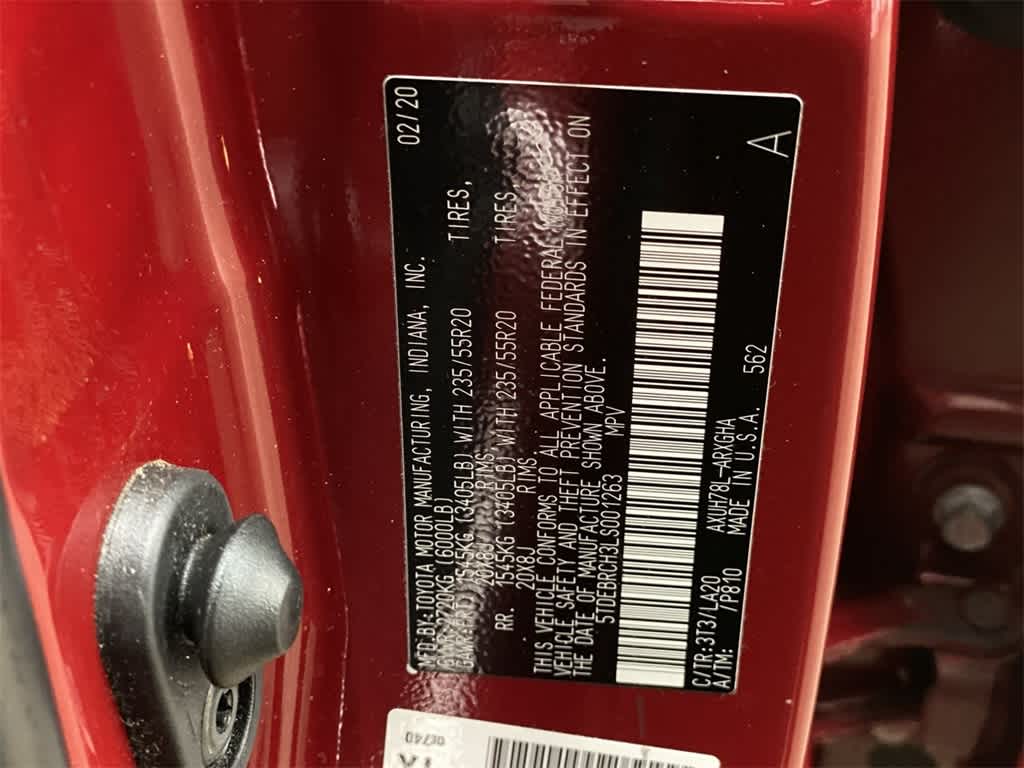 MFD.BY:TOYOTA MOTOR MANUFACTURING, INDIANA, INC. 02/20
GVWR:2720KG (6000LB)
GAWR:FRT.1545KG (3405LB) WITH 235/55R20 TIRES,
20X8J RIMS,
RR. 1545KG (3405LB) WITH 235/55R20 TIRES,
20X8J RIMS.
THIS VEHICLE CONFORMS TO ALL APPLICABLE FEDERAL MOTOR
VEHICLE SAFETY AND THEFT PREVENTION STANDARDS IN EFFECT ON
THE DATE OF MANUFACTURE SHOWN ABOVE.
5TDEBRCH3LS001263 MPV
C/TR:3T3/LA20 AXUH78L-ARXGHA
A/TM: /P810 MADE IN U.S.A. 562 A